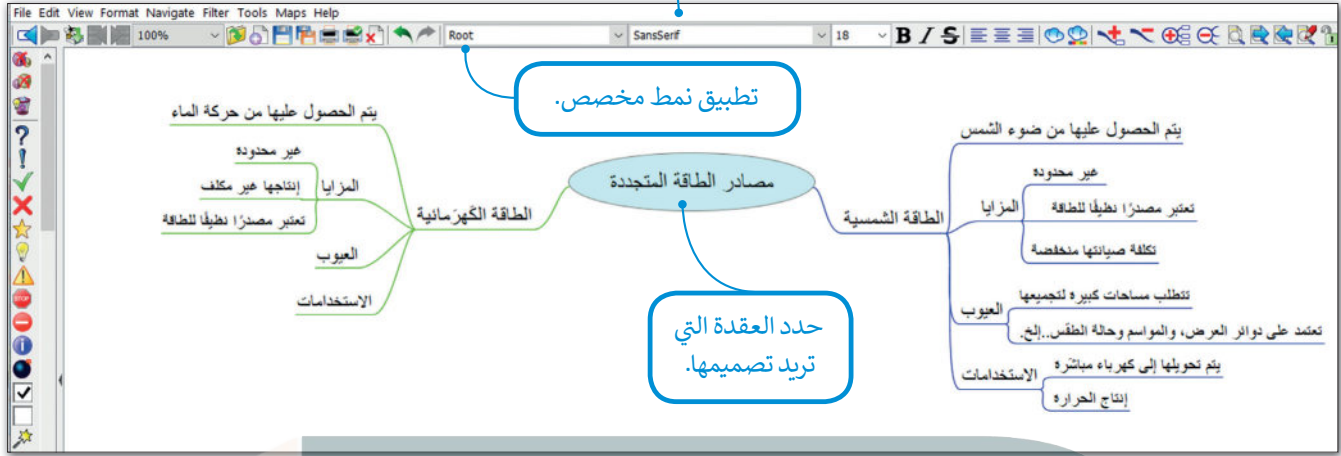 File Edit View Format Navigate Filter Tools Maps Help
100% Root SansSerif 18 B I S
تطبيق نمط مخصص.
مصادر الطاقة المتجددة
حدد العقدة التي
تريد تصميمها.
الطاقة الشمسية
يتم الحصول عليها من ضوء الشمس
المزايا
غير محدودة
تعتبر مصدرًا نظيفًا للطاقة
تكلفة صيانتها منخفضة
العيوب
تتطلب مساحات كبيرة لتجميعها
تعتمد على دوائر العرض، والمواسم وحالة الطقس..إلخ.
الاستخدامات
يتم تحويلها إلى كهرباء مباشرة
إنتاج الحرارة
الطاقة الكَهرَمائية
يتم الحصول عليها من حركة الماء
المزايا
غير محدودة
إنتاجها غير مكلف
تعتبر مصدرًا نظيفًا للطاقة
العيوب
الاستخدامات
STOP